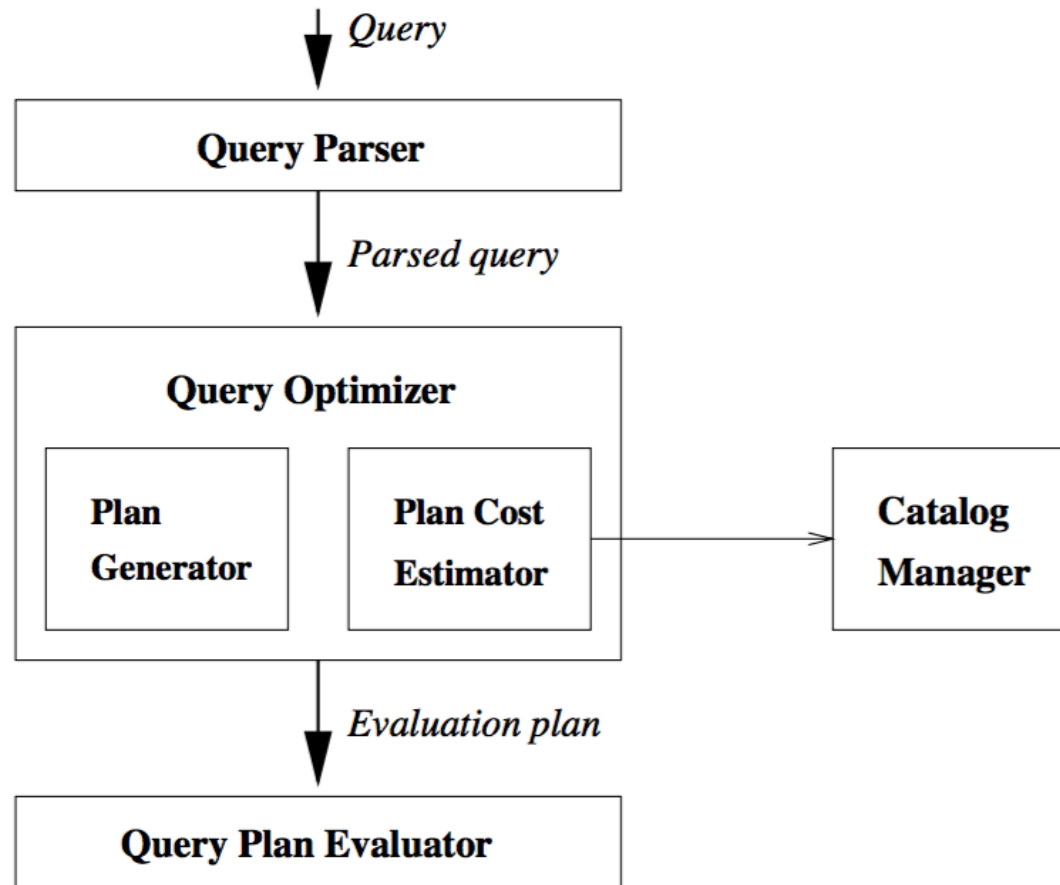 Query
Query Parser
Parsed query
Query Optimizer
Plan
Generator
Plan Cost
Estimator
Catalog
Manager
Evaluation plan
Query Plan Evaluator